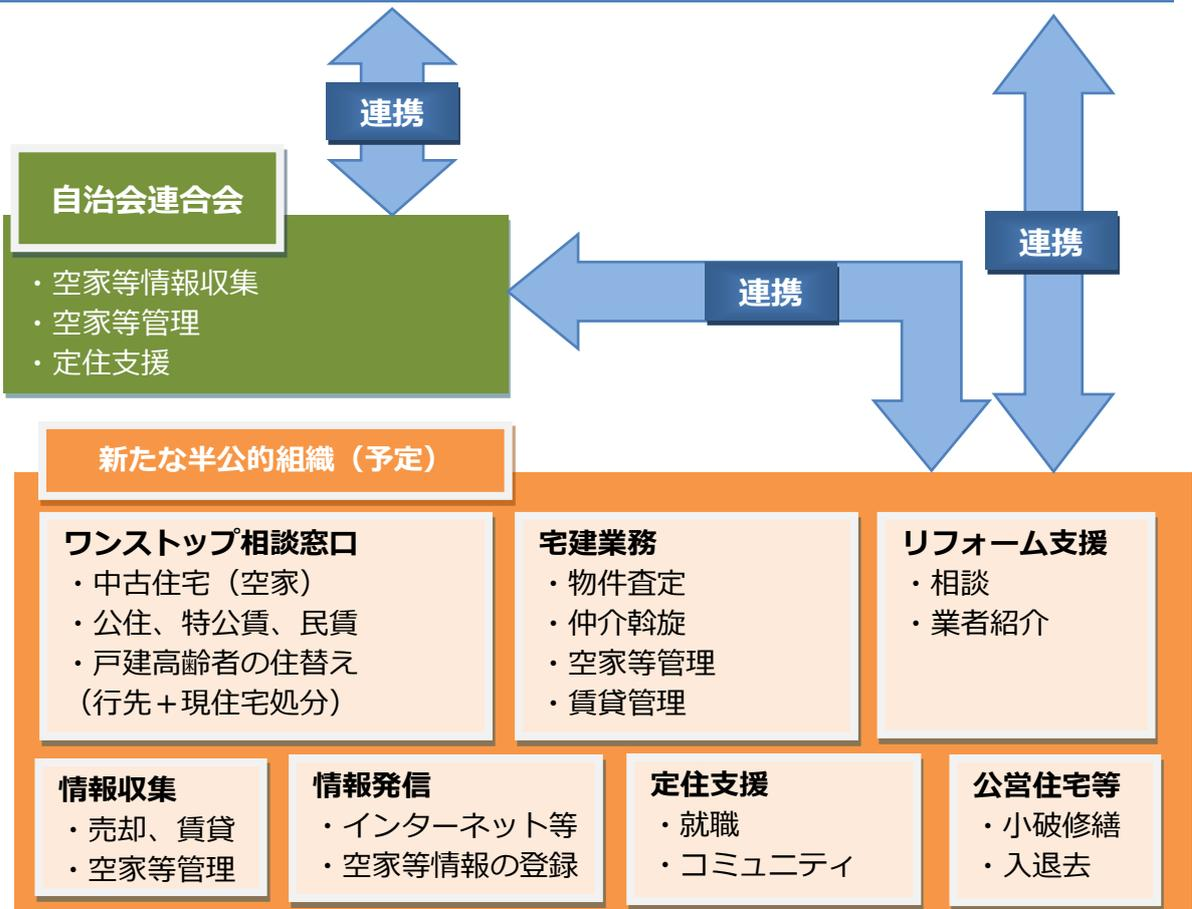 連携
自治会連合会
・空家等情報収集
・空家等管理
・定住支援
連携
連携
新たな半公的組織（予定）
ワンストップ相談窓口
・中古住宅（空家）
・公住、特公賃、民賃
・戸建高齢者の住替え
（行先＋現住宅処分）
宅建業務
・物件査定
・仲介斡旋
・空家等管理
・賃貸管理
リフォーム支援
・相談
・業者紹介
情報収集
・売却、賃貸
・空家等管理
情報発信
・インターネット等
・空家等情報の登録
定住支援
・就職
・コミュニティ
公営住宅等
・小破修繕
・入退去